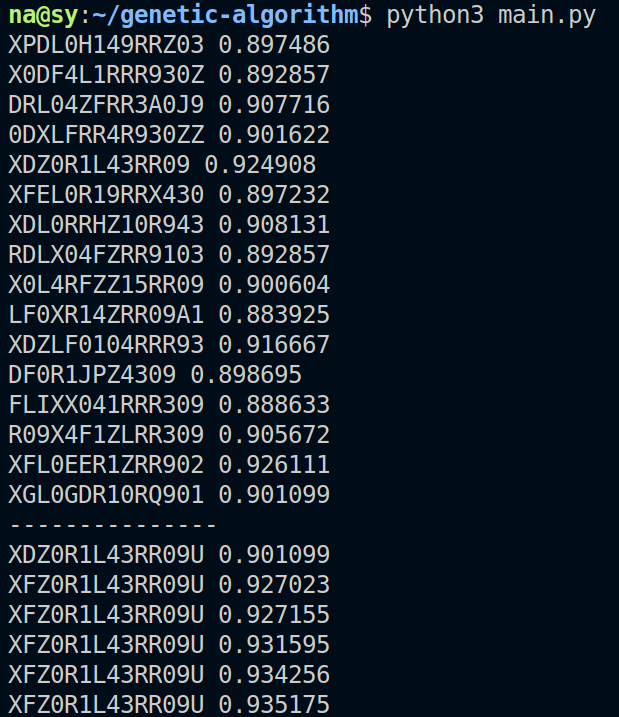 na@sy:~/genetic-algorithm$ python3 main.py
XPDL0H149RRZ03 0.897486
X0DF4L1RRR930Z 0.892857
DRL04ZFRR3A0J9 0.907716
0DXLFRR4R930ZZ 0.901622
XDZ0R1L43RR09 0.924908
XFEL0R19RRX430 0.897232
XDL0RRHZ10R943 0.908131
RDLX04FZRR9103 0.892857
X0L4RFZZ15RR09 0.900604
LF0XR14ZRR09A1 0.883925
XDZLF0104RRR93 0.916667
DF0R1JPZ4309 0.898695
FLIXX041RRR309 0.888633
R09X4F1ZLRR309 0.905672
XFL0EER1ZRR902 0.926111
XGL0GDR10RQ901 0.901099
---------------
XDZ0R1L43RR09U 0.901099
XFZ0R1L43RR09U 0.927023
XFZ0R1L43RR09U 0.927155
XFZ0R1L43RR09U 0.931595
XFZ0R1L43RR09U 0.934256
XFZ0R1L43RR09U 0.935175